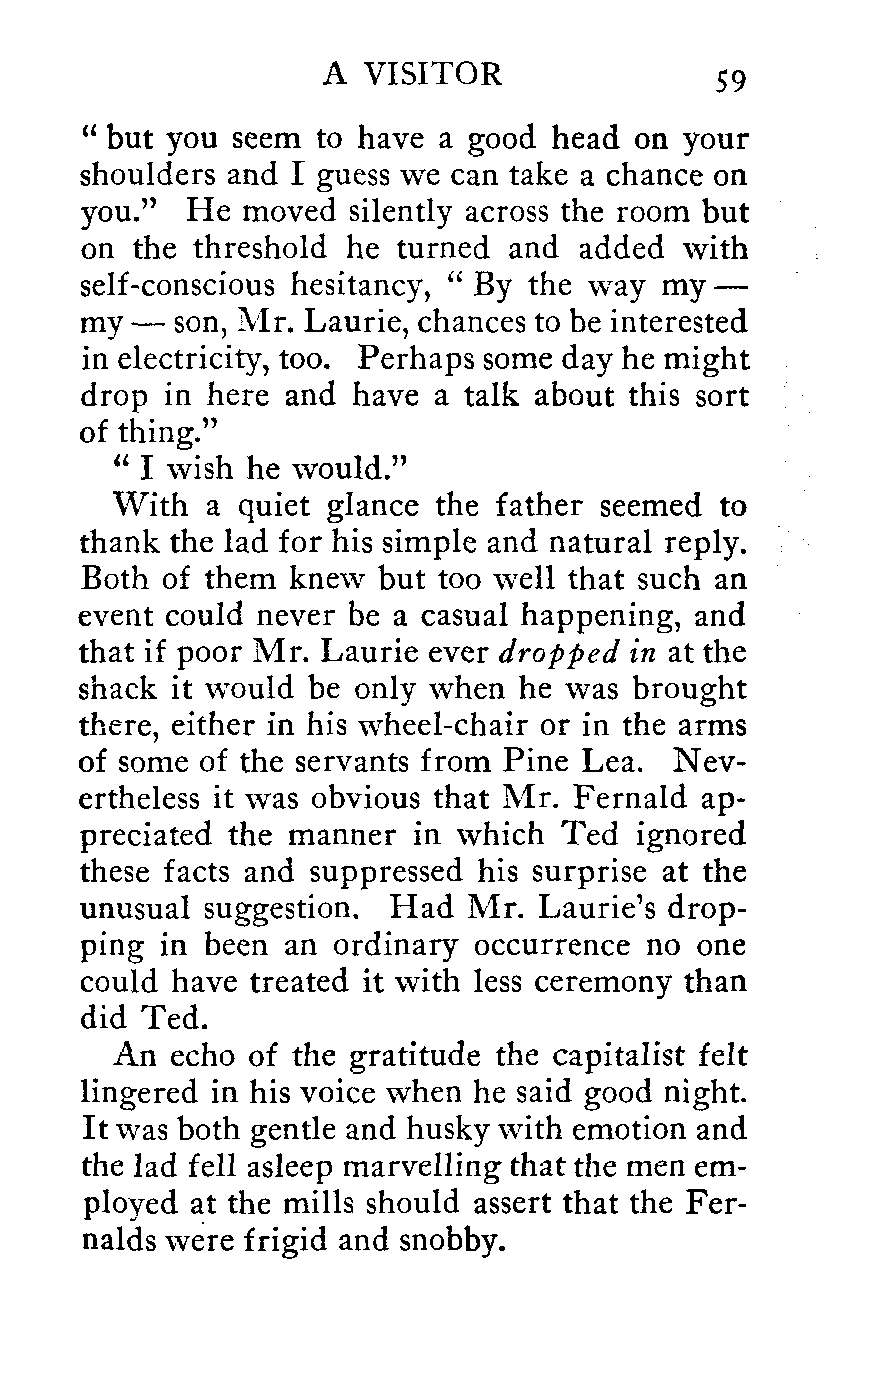 A VISITOR 59
“ but you seem to have a good head on your
shoulders and I guess we can take a chance on
you.” He moved silently across the room but
on the threshold he turned and added with
self-conscious hesitancy, “ By the way my —
my — son, Mr. Laurie, chances to be interested
in electricity, too. Perhaps some day he might
drop in here and have a talk about this sort
of thing.”
“ I wish he would.”
With a quiet glance the father seemed to
thank the lad for his simple and natural reply.
Both of them knew but too well that such an
event could never be a casual happening, and
that if poor Mr. Laurie ever dropped in at the
shack it would be only when he was brought
there, either in his wheel-chair or in the arms
of some of the servants from Pine Lea. Nev-
ertheless it was obvious that Mr. Fernald ap-
preciated the manner in which Ted ignored
these facts and suppressed his surprise at the
unusual suggestion. Had Mr. Laurie’s drop-
ping in been an ordinary occurrence no one
could have treated it with less ceremony than
did Ted.
An echo of the gratitude the capitalist felt
lingered in his voice when he said good night.
It was both gentle and husky with emotion and
the lad fell asleep marvelling that the men em-
ployed at the mills should assert that the Fer-
nalds were frigid and snobby.